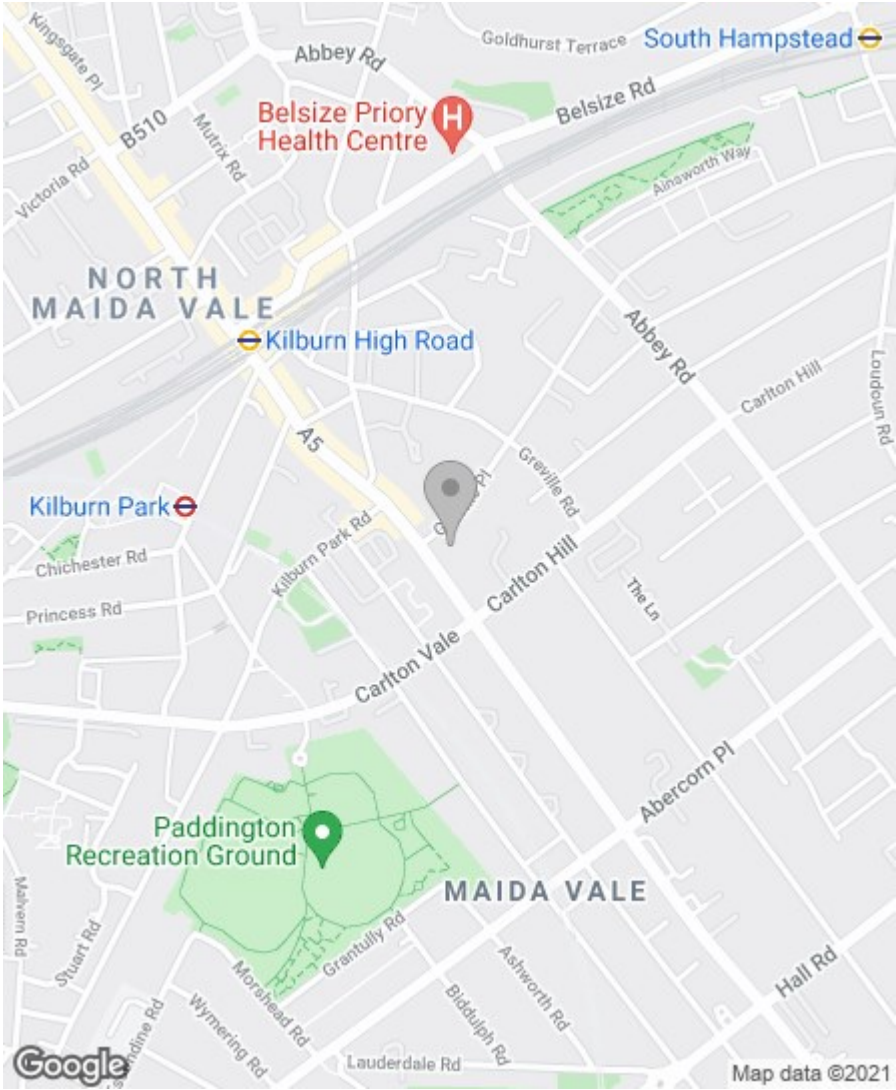 Kingsgate Pl
Abbey Rd
Goldhurst Terrace
South Hampstead
Belsize Priory
Health Centre
H
Belsize Rd
B510
Mutrix Rd
Victoria Rd
Ainsworth Way
NORTH
MAIDA VALE
Kilburn High Road
Abbey Rd
Carlton Hill
Loudoun Rd
A5
Greville Rd
Pl
Kilburn Park
Kilburn Park Rd
Chichester Rd
Princess Rd
Carlton Hill
The Ln
Carlton Vale
Abercorn Pl
Paddington
Recreation Ground
MAIDA VALE
Malvern Rd
Stuart Rd
Grantully Rd
Morshead Rd
Wymering Rd
Biddulph Rd
Ashworth Rd
Hall Rd
Lauderdale Rd
Google
Map data ©2021